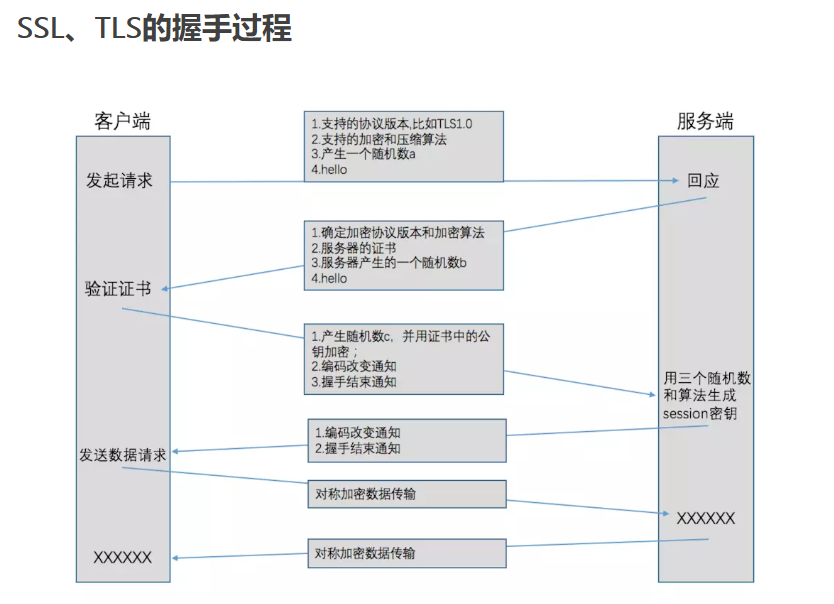 SSL、TLS的握手过程
客户端
服务端
1.支持的协议版本,比如TLS1.0
2.支持的加密和压缩算法
3.产生一个随机数a
4.hello
发起请求
回应
1.确定加密协议版本和加密算法
2.服务器的证书
3.服务器产生的一个随机数b
4.hello
验证证书
1.产生随机数c，并用证书中的公
钥加密；
2.编码改变通知
3.握手结束通知
用三个随机数
和算法生成
session密钥
1.编码改变通知
2.握手结束通知
发送数据请求
对称加密数据传输
XXXXXX
对称加密数据传输
XXXXXX